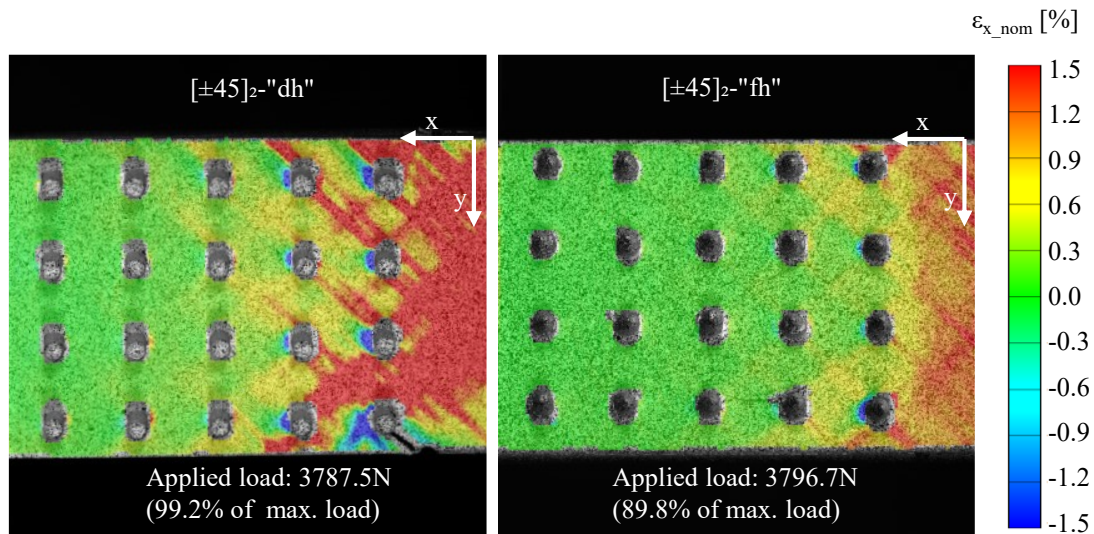 εx_nom [%]
[±45]₂-"dh"
x
y
Applied load: 3787.5N
(99.2% of max. load)
[±45]₂-"fh"
x
y
Applied load: 3796.7N
(89.8% of max. load)
1.5%
1.2%
0.9%
0.6%
0.3%
0.0%
-0.3%
-0.6%
-0.9%
-1.2%
-1.5%